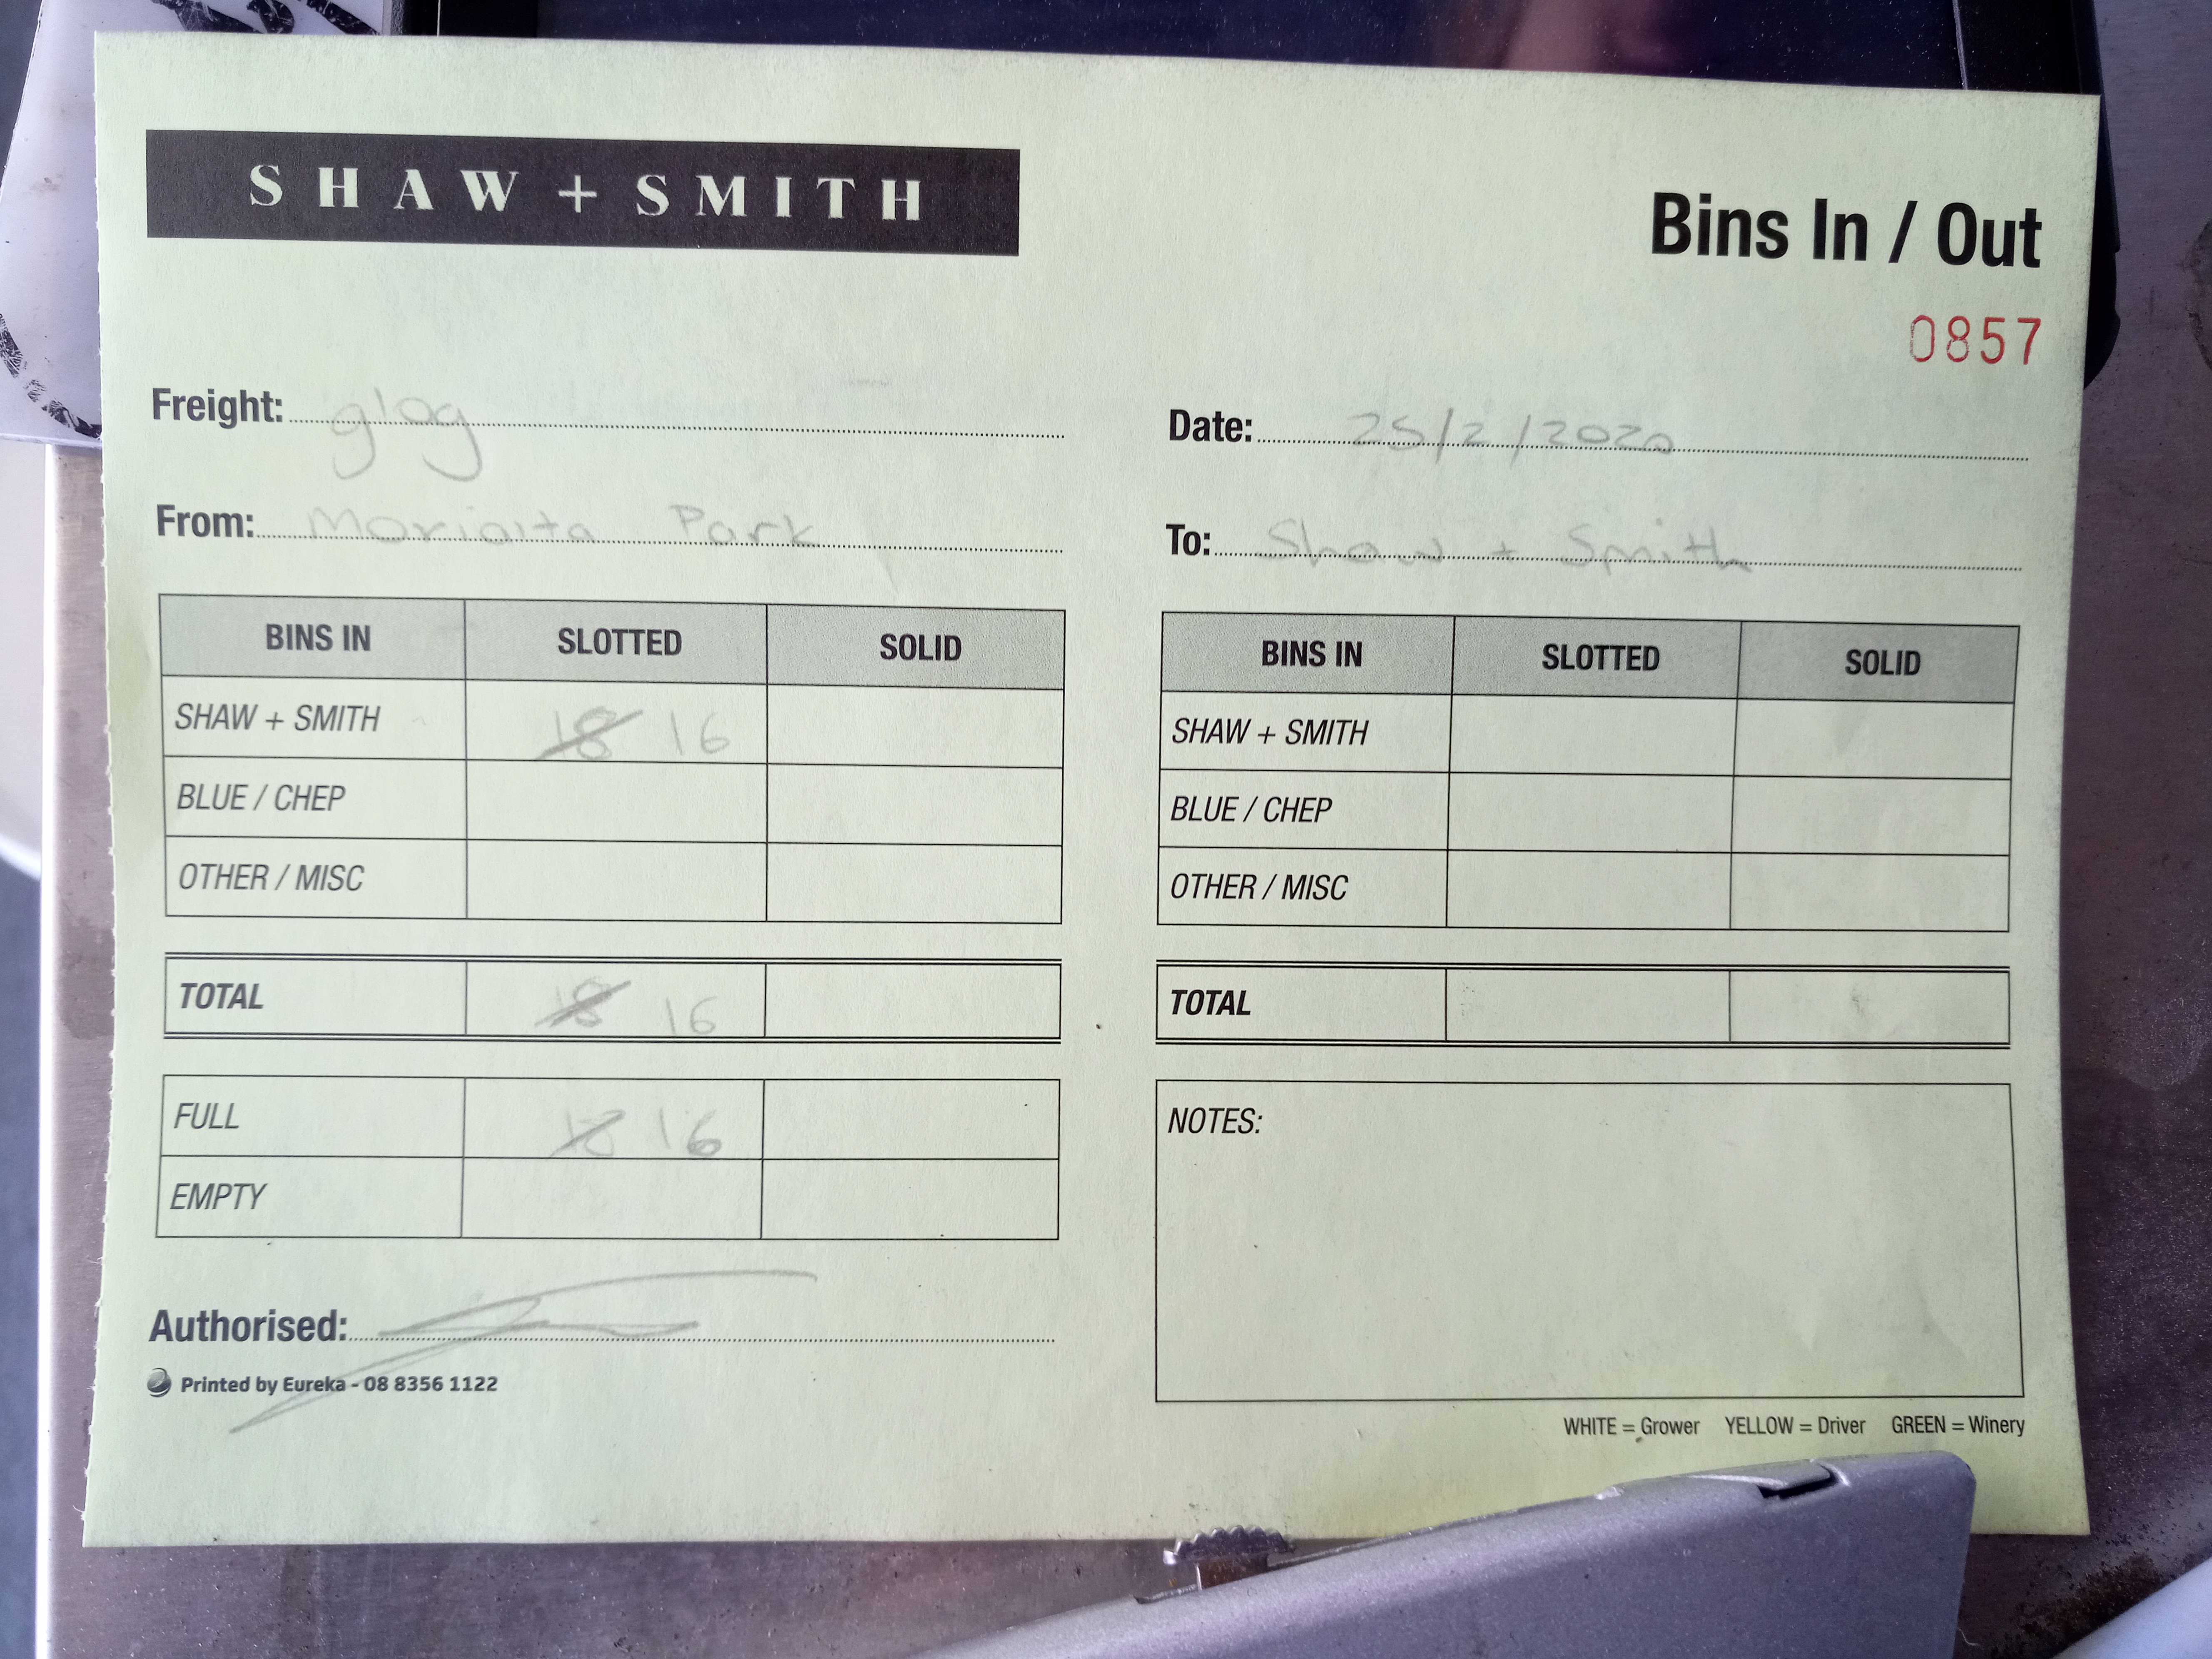 SHAW + SMITH
Bins In / Out
0857
Freight: glog
Date: 25/2/2020
From: Morialta Park
To: Shaw + Smith
BINS IN SLOTTED SOLID
SHAW + SMITH 18 16
BLUE / CHEP
OTHER / MISC
TOTAL 18 16
FULL 18 16
EMPTY
BINS IN SLOTTED SOLID
SHAW + SMITH
BLUE / CHEP
OTHER / MISC
TOTAL
NOTES:
Authorised:
Printed by Eureka - 08 8356 1122
WHITE = Grower YELLOW = Driver GREEN = Winery